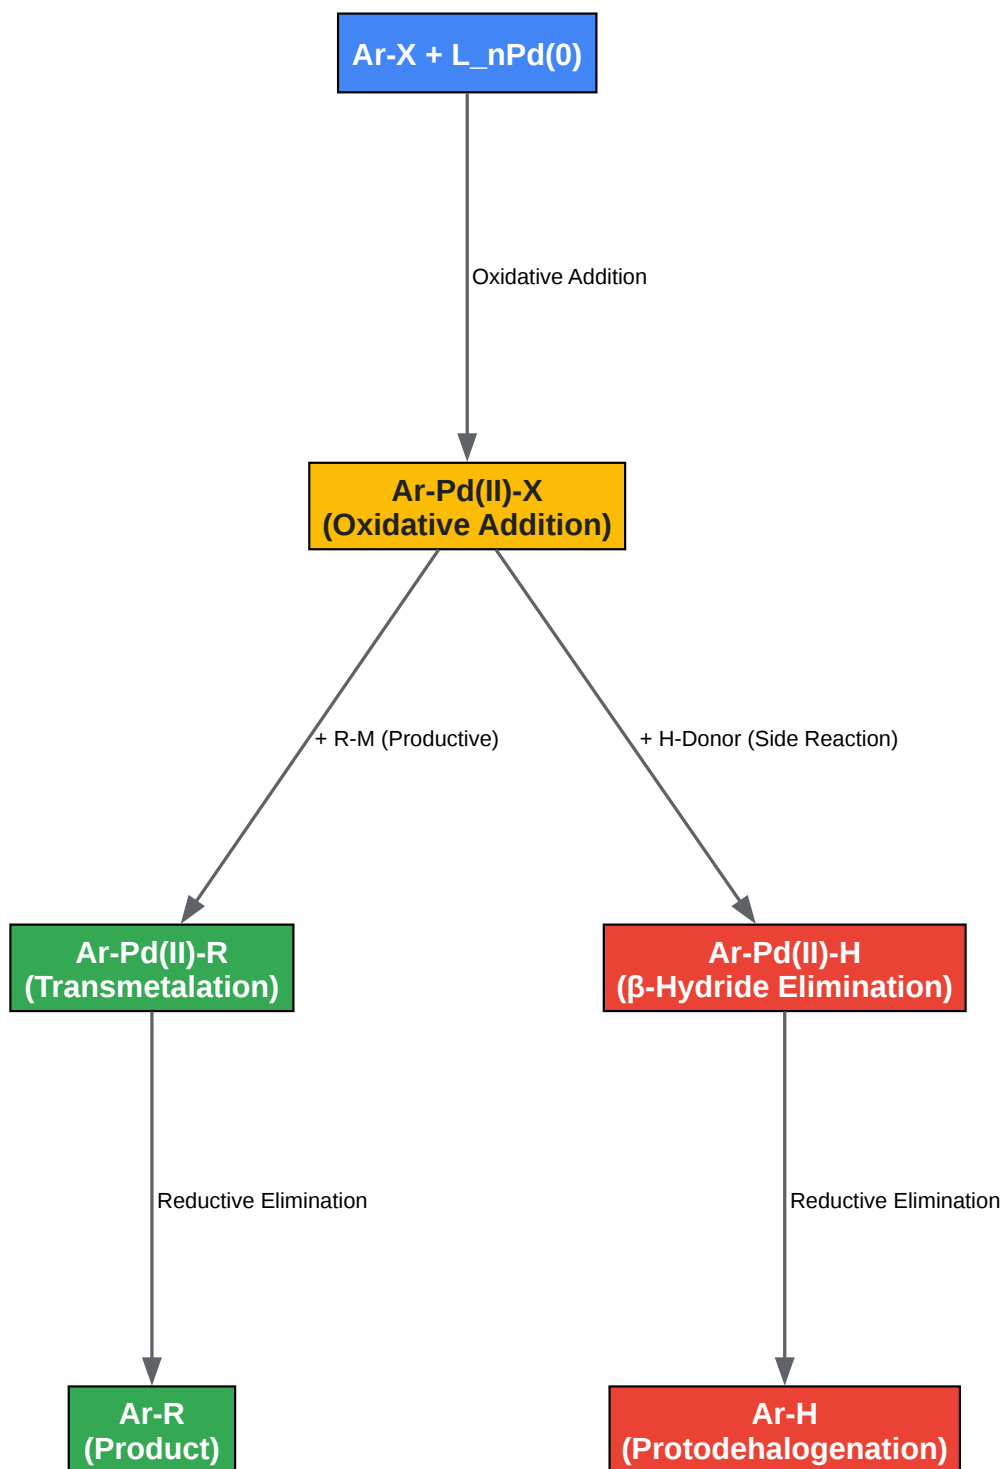 Ar-X + L_nPd(0)
Oxidative Addition
Ar-Pd(II)-X
(Oxidative Addition)
+ R-M (Productive)
+ H-Donor (Side Reaction)
Ar-Pd(II)-R
(Transmetalation)
Ar-Pd(II)-H
(β-Hydride Elimination)
Reductive Elimination
Reductive Elimination
Ar-R
(Product)
Ar-H
(Protodehalogenation)